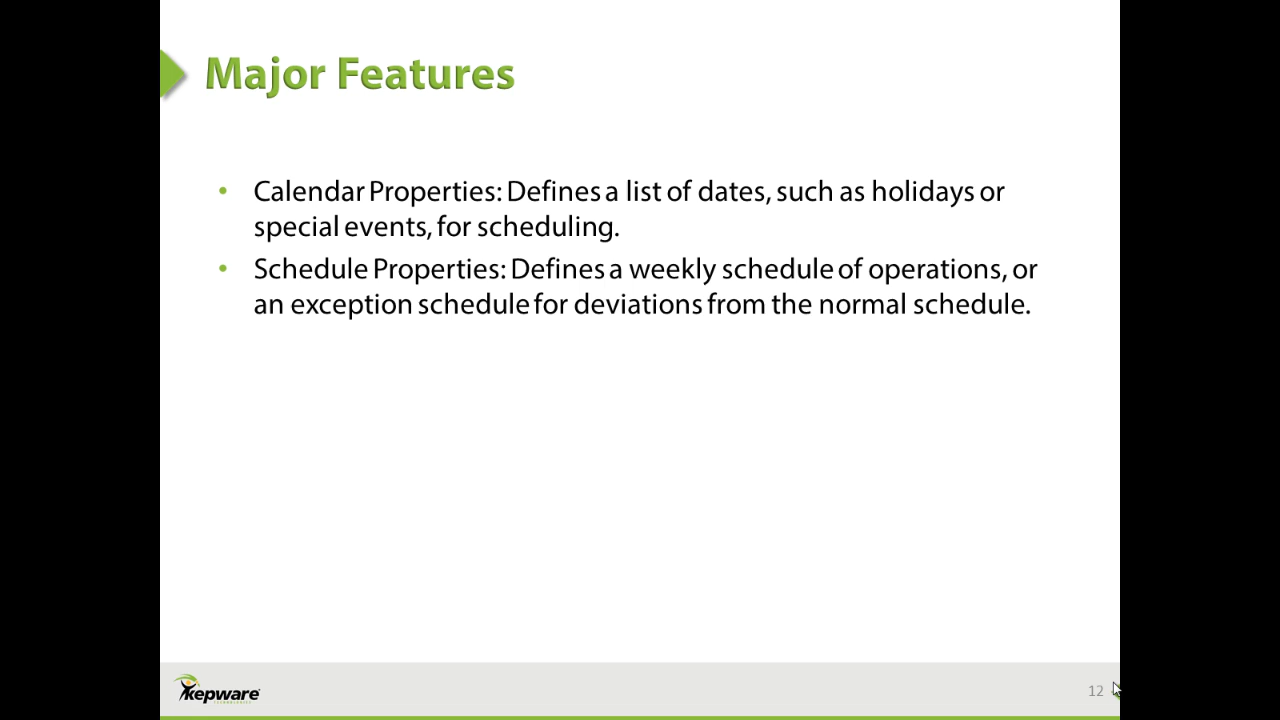 Major Features
• Calendar Properties: Defines a list of dates, such as holidays or
special events, for scheduling.
• Schedule Properties: Defines a weekly schedule of operations, or
an exception schedule for deviations from the normal schedule.
kepware
TECHNOLOGIES
12